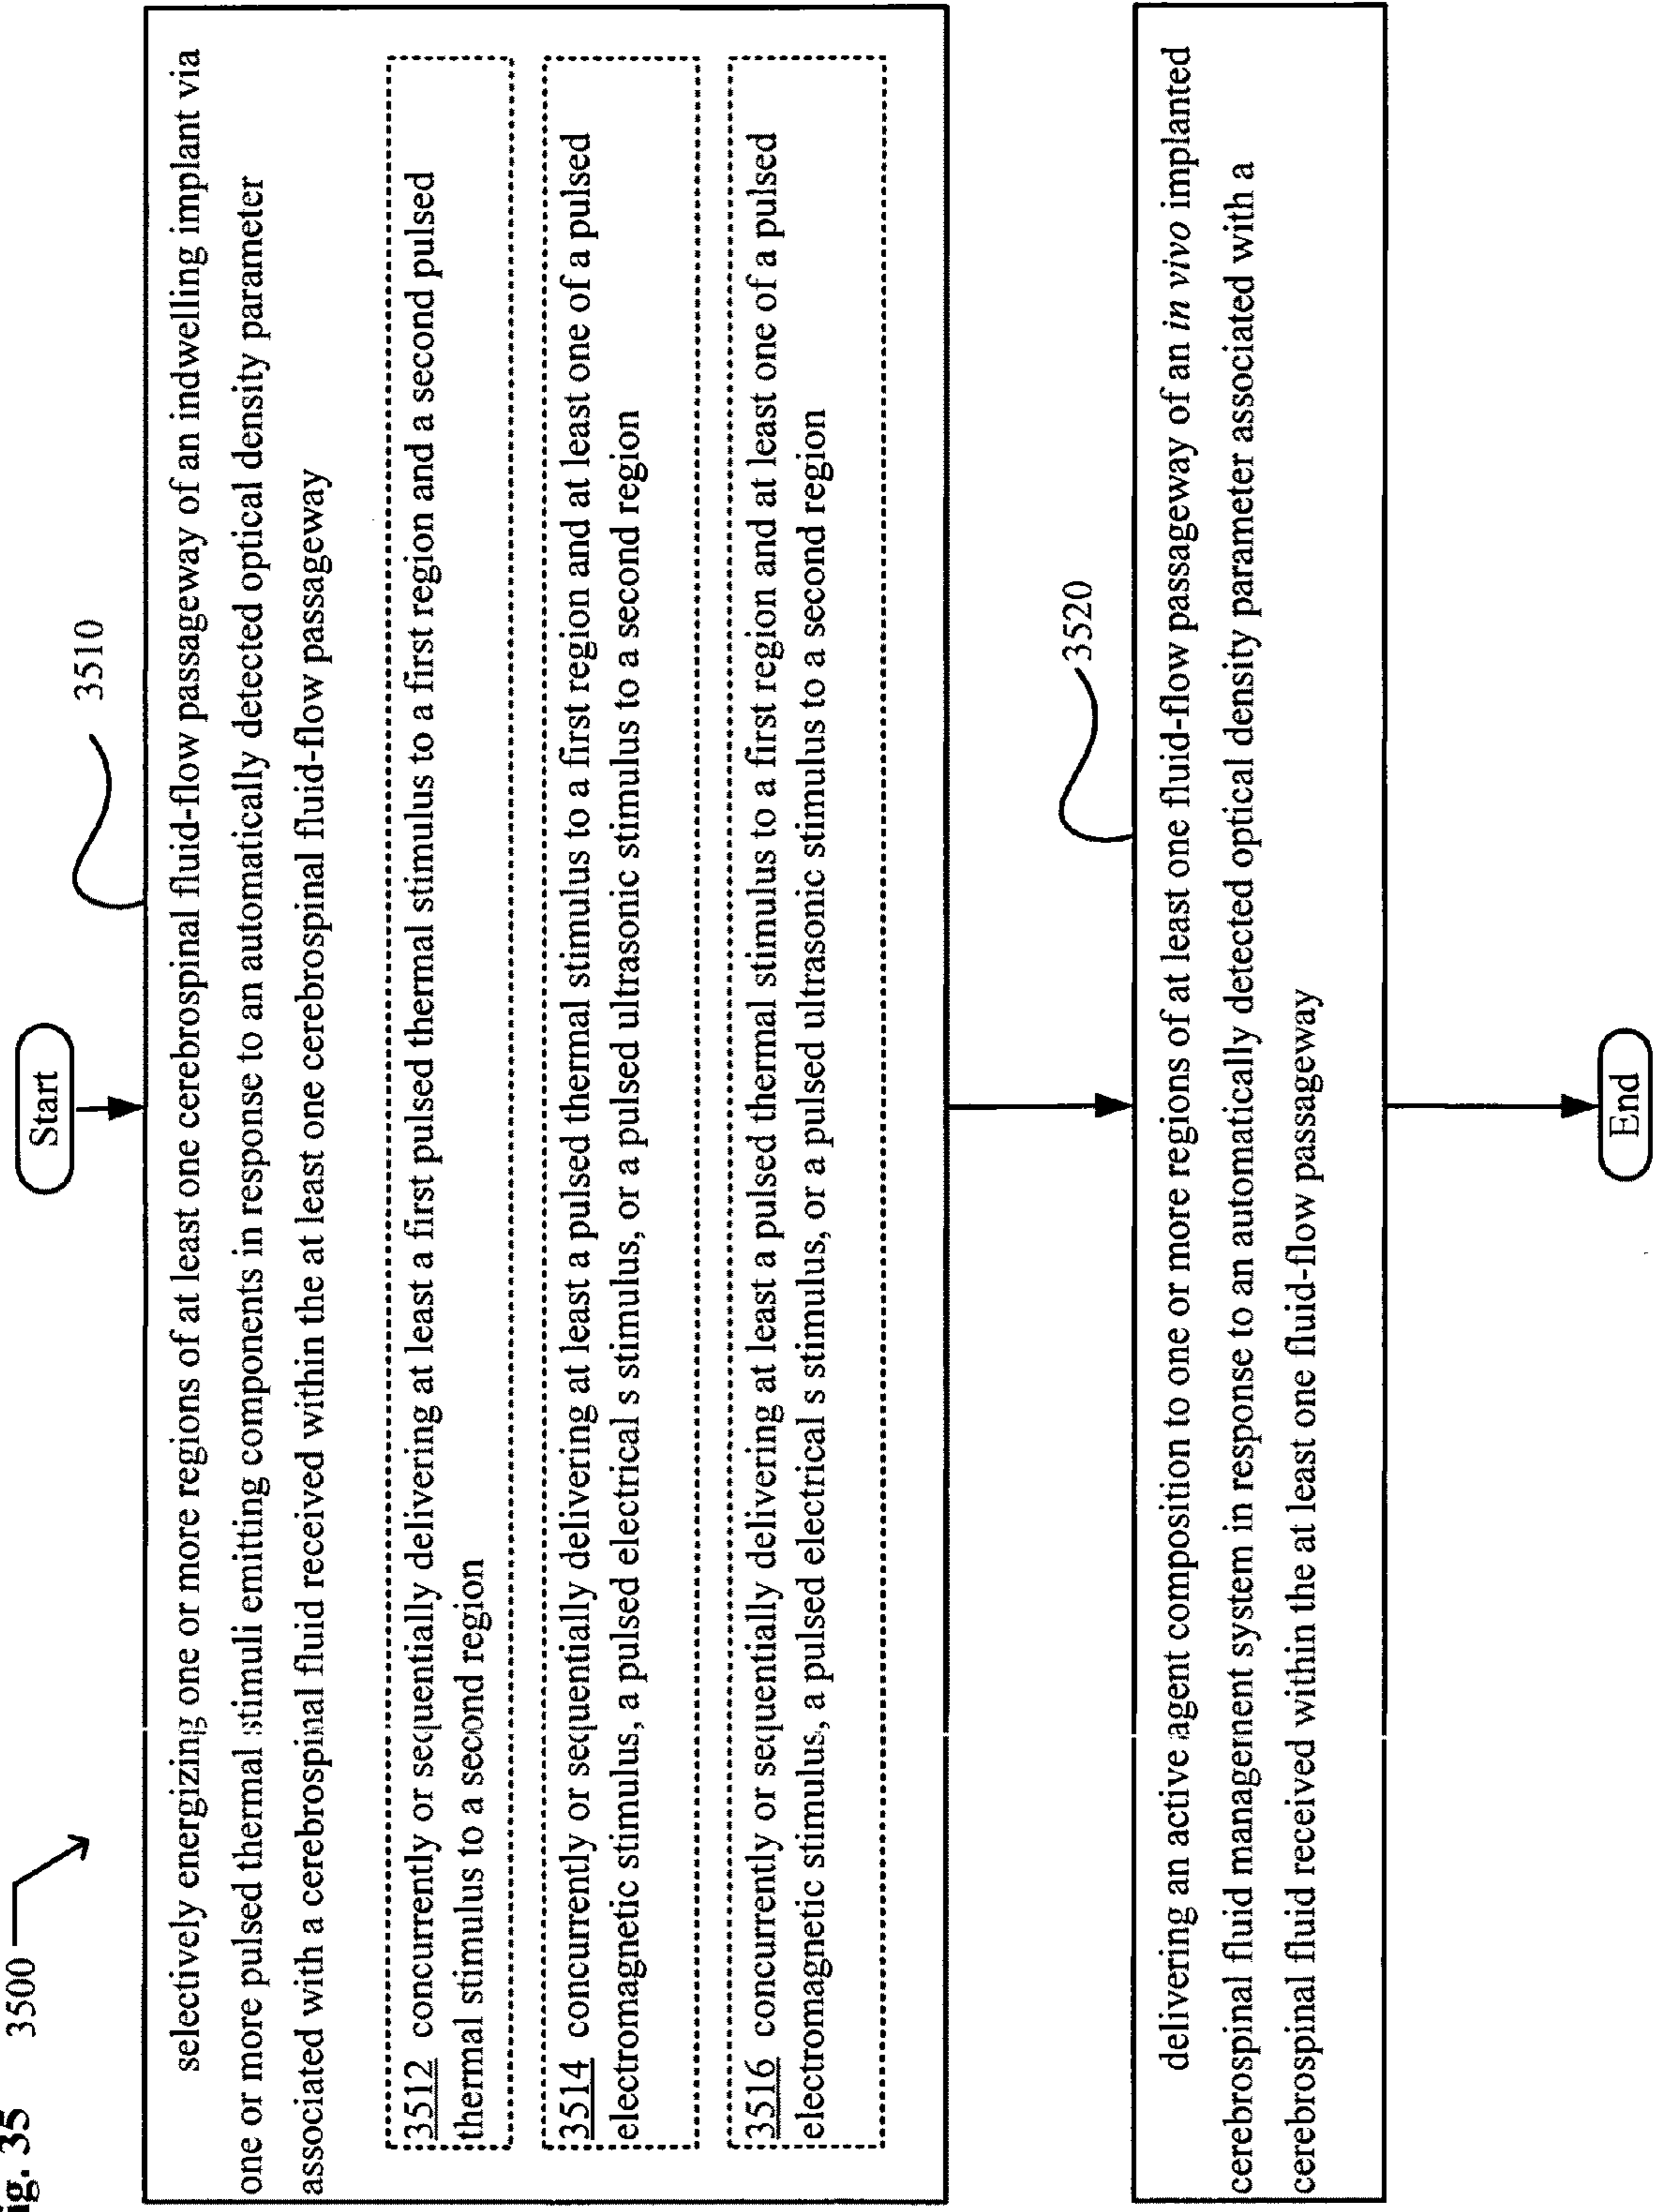 ig. 35
3500
Start
3510
selectively energizing one or more regions of at least one cerebrospinal fluid-flow passageway of an indwelling implant via
one or more pulsed thermal stimuli emitting components in response to an automatically detected optical density parameter
associated with a cerebrospinal fluid received within the at least one cerebrospinal fluid-flow passageway
3512 concurrently or sequentially delivering at least a first pulsed thermal stimulus to a first region and a second pulsed
thermal stimulus to a second region
3514 concurrently or sequentially delivering at least a pulsed thermal stimulus to a first region and at least one of a pulsed
electromagnetic stimulus, a pulsed electrical s stimulus, or a pulsed ultrasonic stimulus to a second region
3516 concurrently or sequentially delivering at least a pulsed thermal stimulus to a first region and at least one of a pulsed
electromagnetic stimulus, a pulsed electrical s stimulus, or a pulsed ultrasonic stimulus to a second region
3520
delivering an active agent composition to one or more regions of at least one fluid-flow passageway of an in vivo implanted
cerebrospinal fluid management system in response to an automatically detected optical density parameter associated with a
cerebrospinal fluid received within the at least one fluid-flow passageway
End